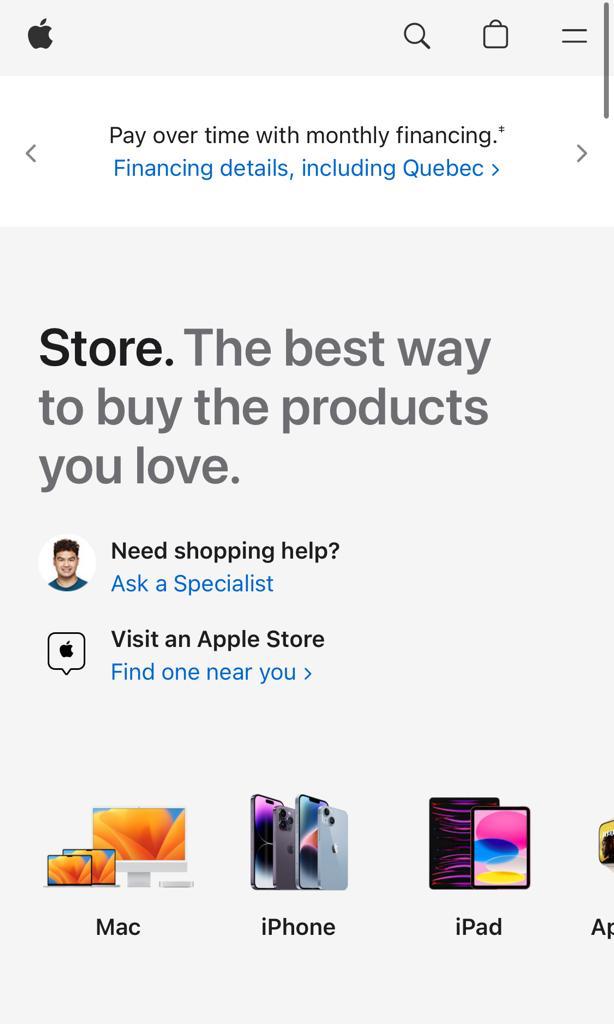 Pay over time with monthly financing.‡
Financing details, including Quebec >
Store. The best way
to buy the products
you love.
Need shopping help?
Ask a Specialist
Visit an Apple Store
Find one near you >
Mac
iPhone
iPad
Ap